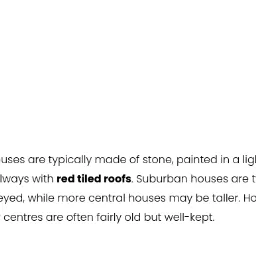 uses are typically made of stone, painted in a lig
lways with red tiled roofs. Suburban houses are t
eyed, while more central houses may be taller. Ho
centres are often fairly old but well-kept.